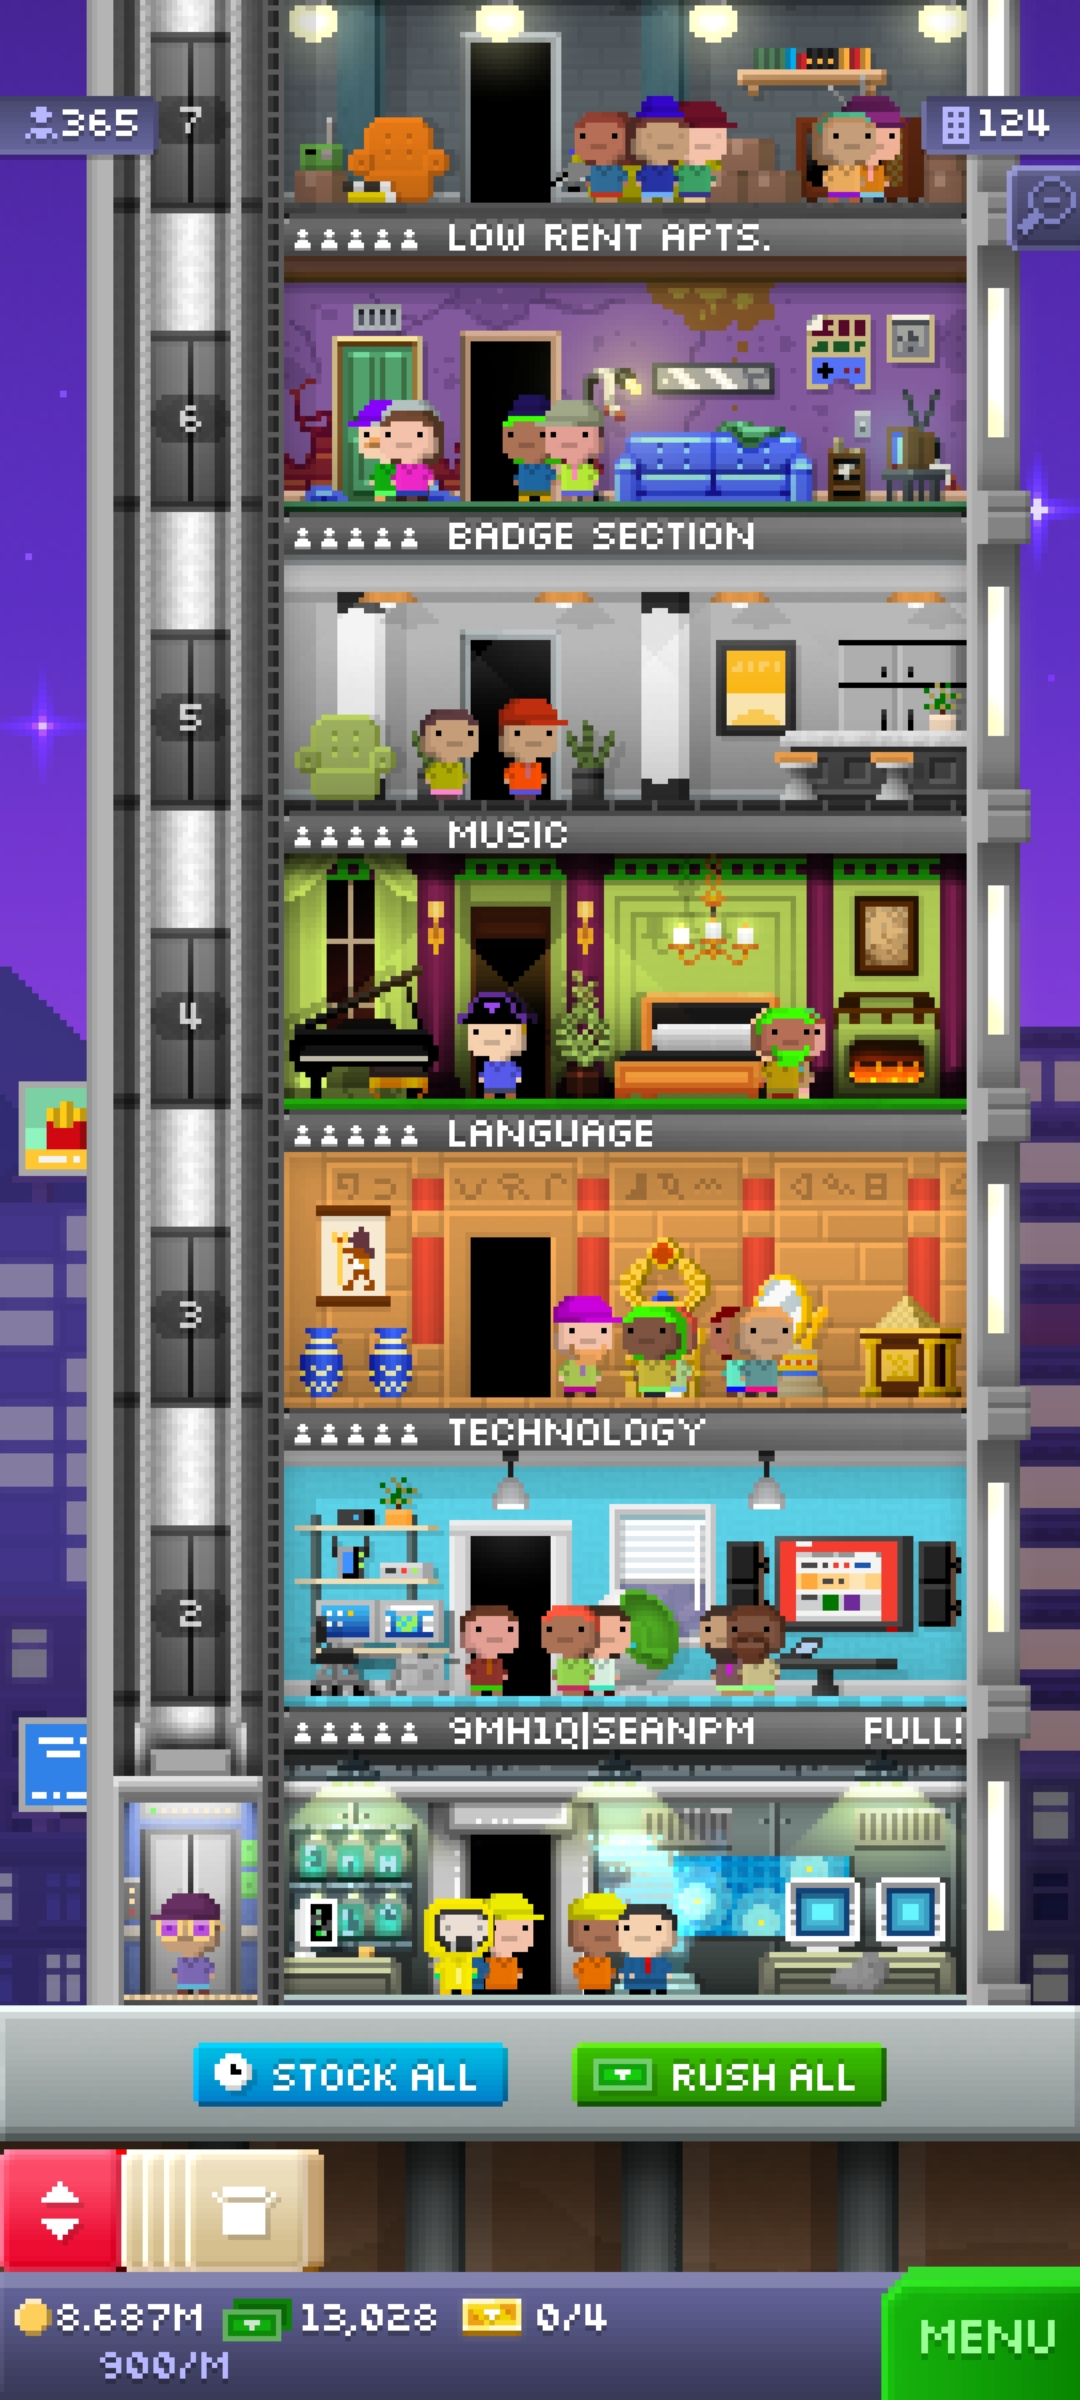 7
365
124
LOW RENT APTS.
6
BADGE SECTION
5
MUSIC
4
LANGUAGE
3
TECHNOLOGY
2
9MH1Q|SEANPM FULL!
STOCK ALL
RUSH ALL
8.687M
13,028
0/4
900/M
MENU